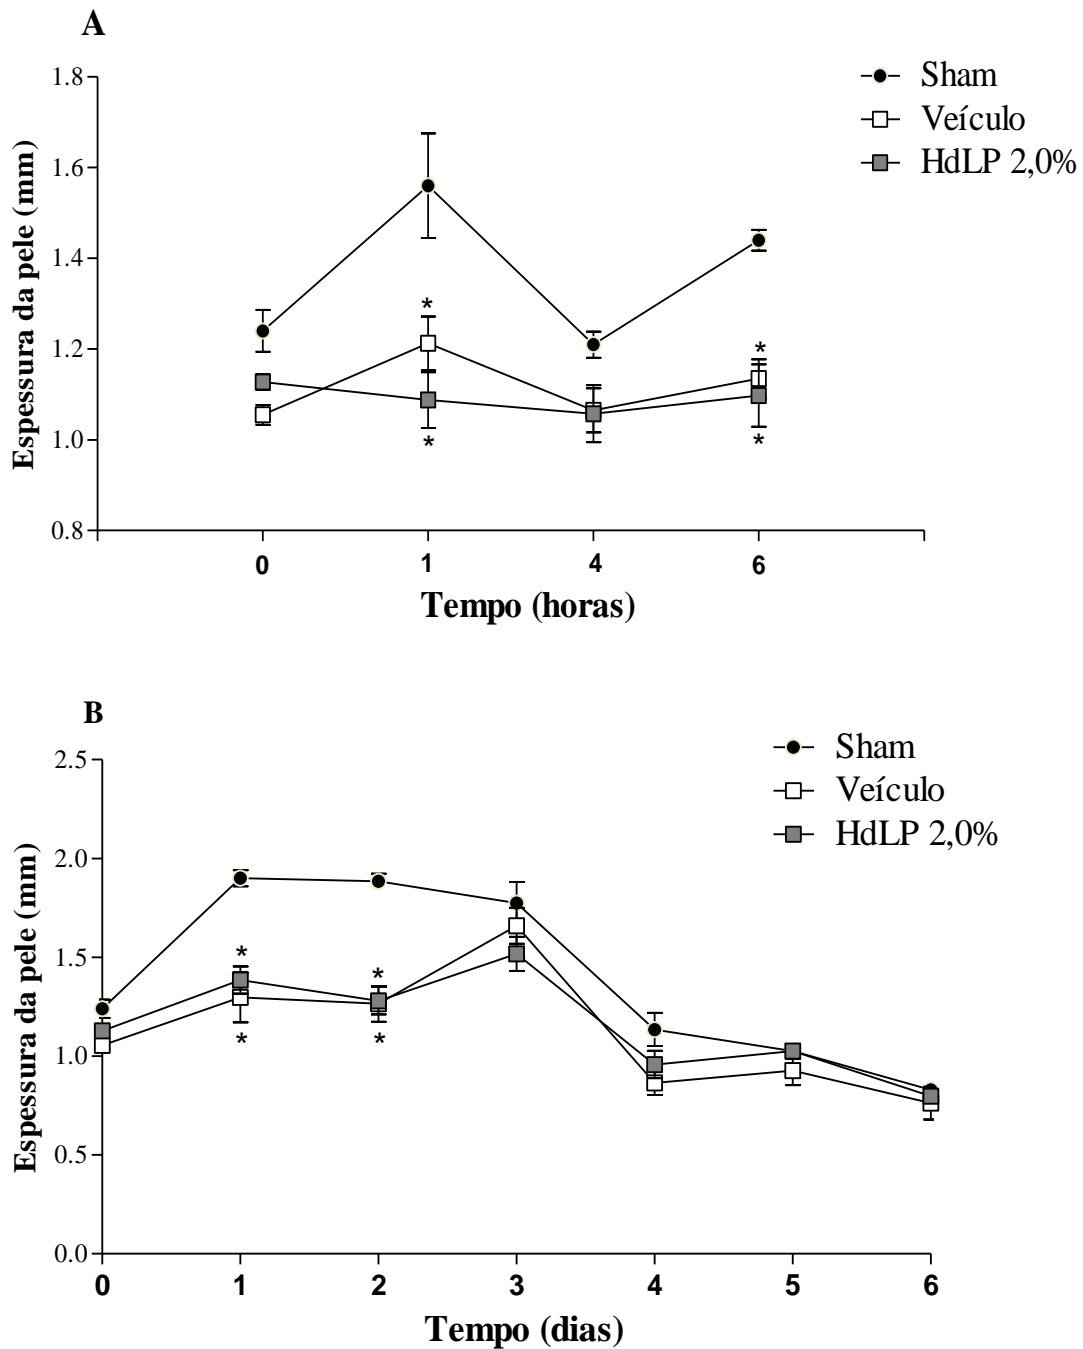 A
Sham
Veículo
HdLP 2,0%
Espessura da pele (mm)
1.8
1.6
1.4
1.2
1.0
0.8
*
*
*
*
0 1 4 6
Tempo (horas)
B
Sham
Veículo
HdLP 2,0%
Espessura da pele (mm)
2.5
2.0
1.5
1.0
0.5
0.0
*
*
*
*
0 1 2 3 4 5 6
Tempo (dias)